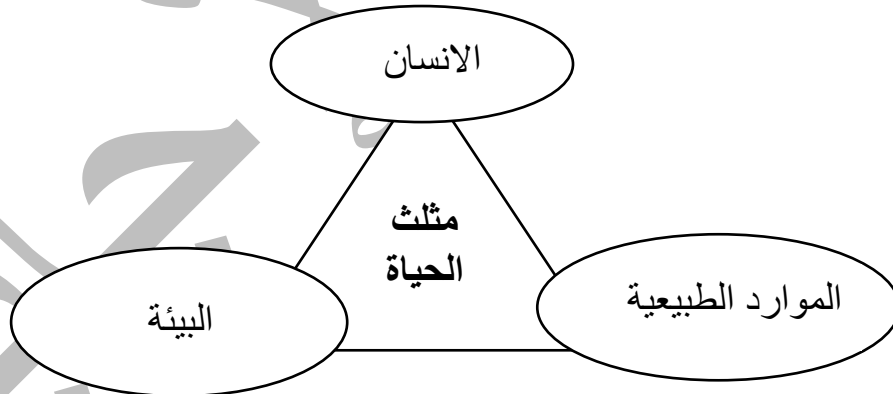 الانسان
مثلث
الحياة
الموارد الطبيعية
البيئة